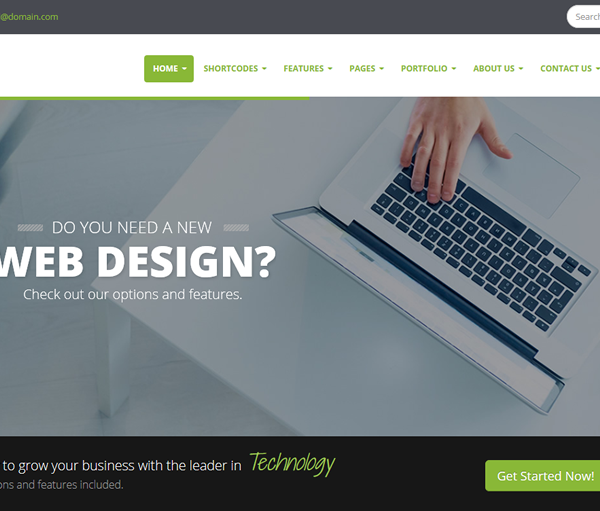 @domain.com
Search
HOME SHORTCODES FEATURES PAGES PORTFOLIO ABOUT US CONTACT US
DO YOU NEED A NEW
WEB DESIGN?
Check out our options and features.
to grow your business with the leader in Technology
Get Started Now!
ons and features included.